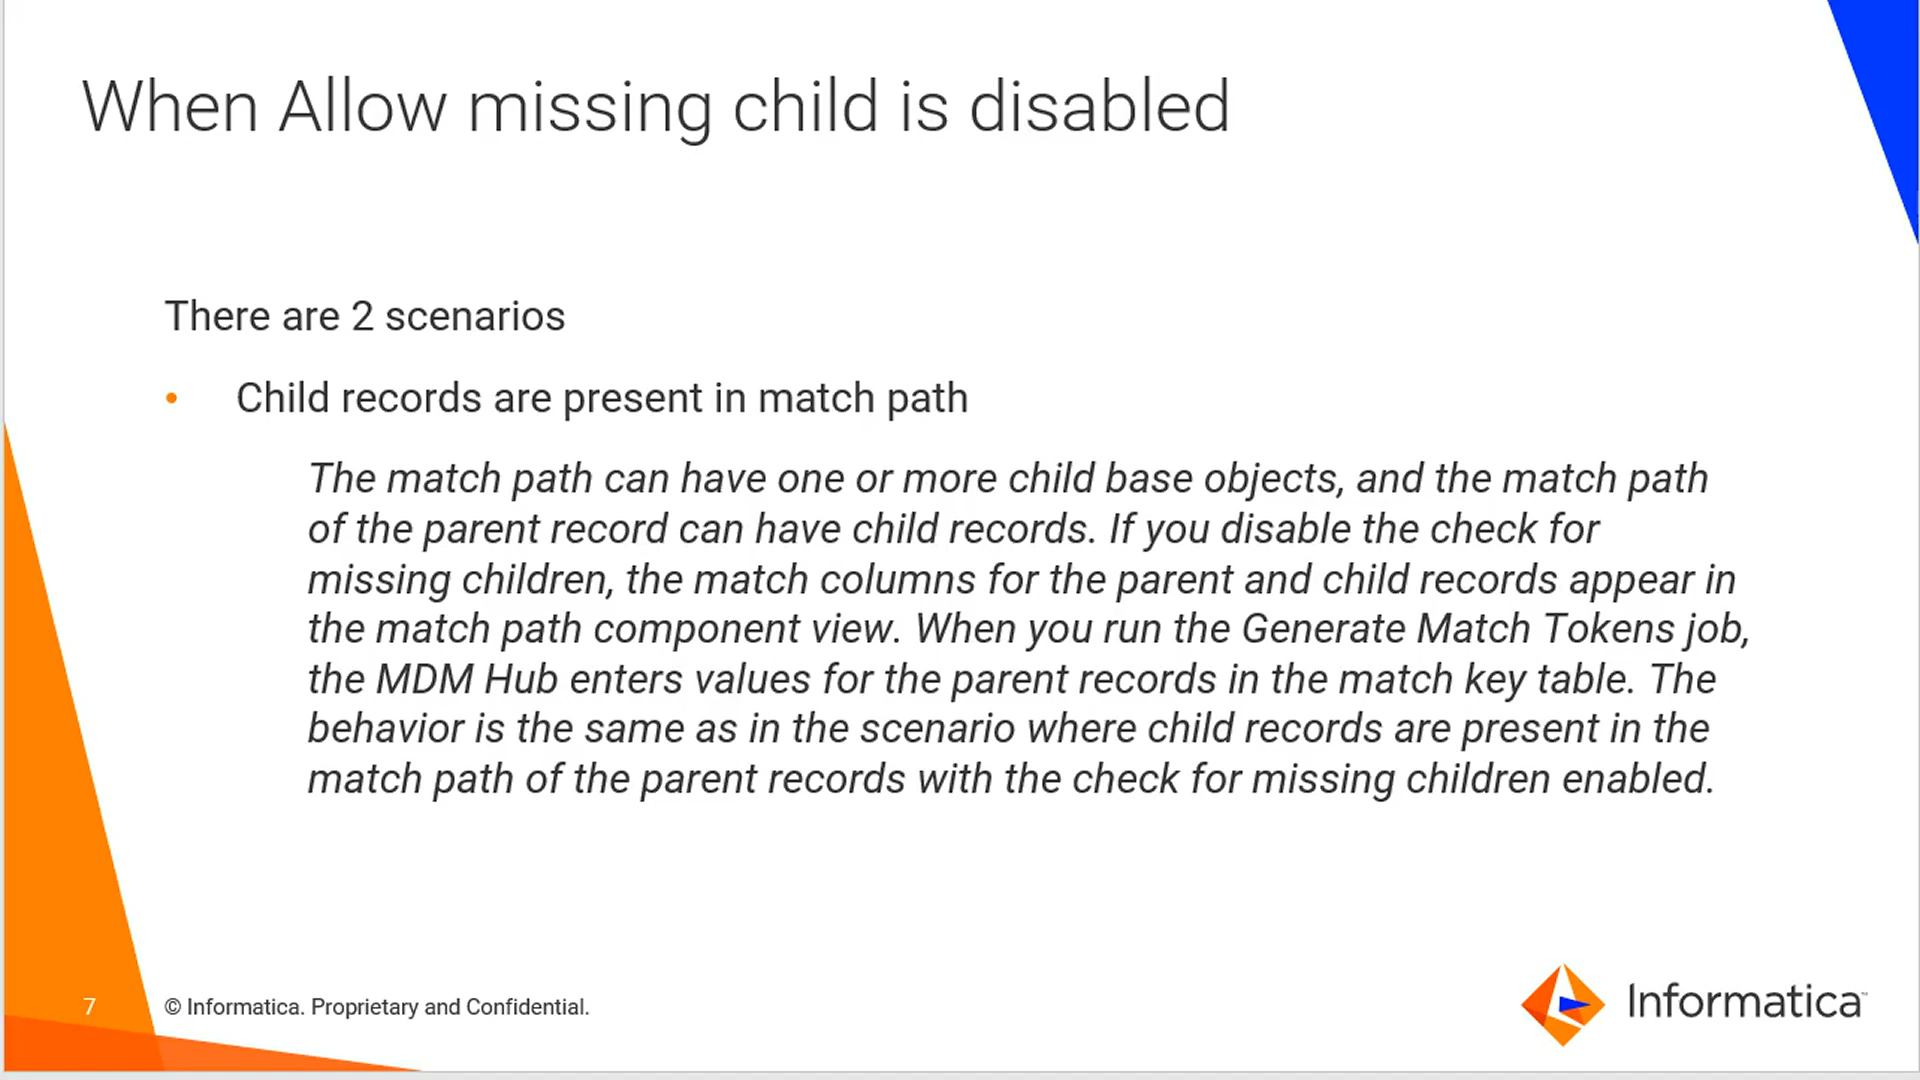 When Allow missing child is disabled
There are 2 scenarios
• Child records are present in match path
The match path can have one or more child base objects, and the match path
of the parent record can have child records. If you disable the check for
missing children, the match columns for the parent and child records appear in
the match path component view. When you run the Generate Match Tokens job,
the MDM Hub enters values for the parent records in the match key table. The
behavior is the same as in the scenario where child records are present in the
match path of the parent records with the check for missing children enabled.
7
© Informatica. Proprietary and Confidential.
Informatica™